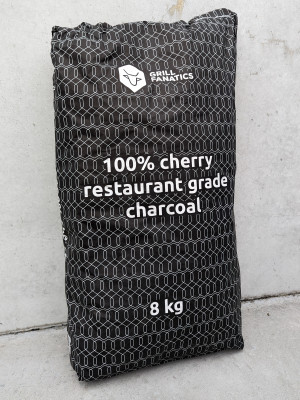 GRILL
FANATICS
100% cherry
restaurant grade
charcoal
8 kg